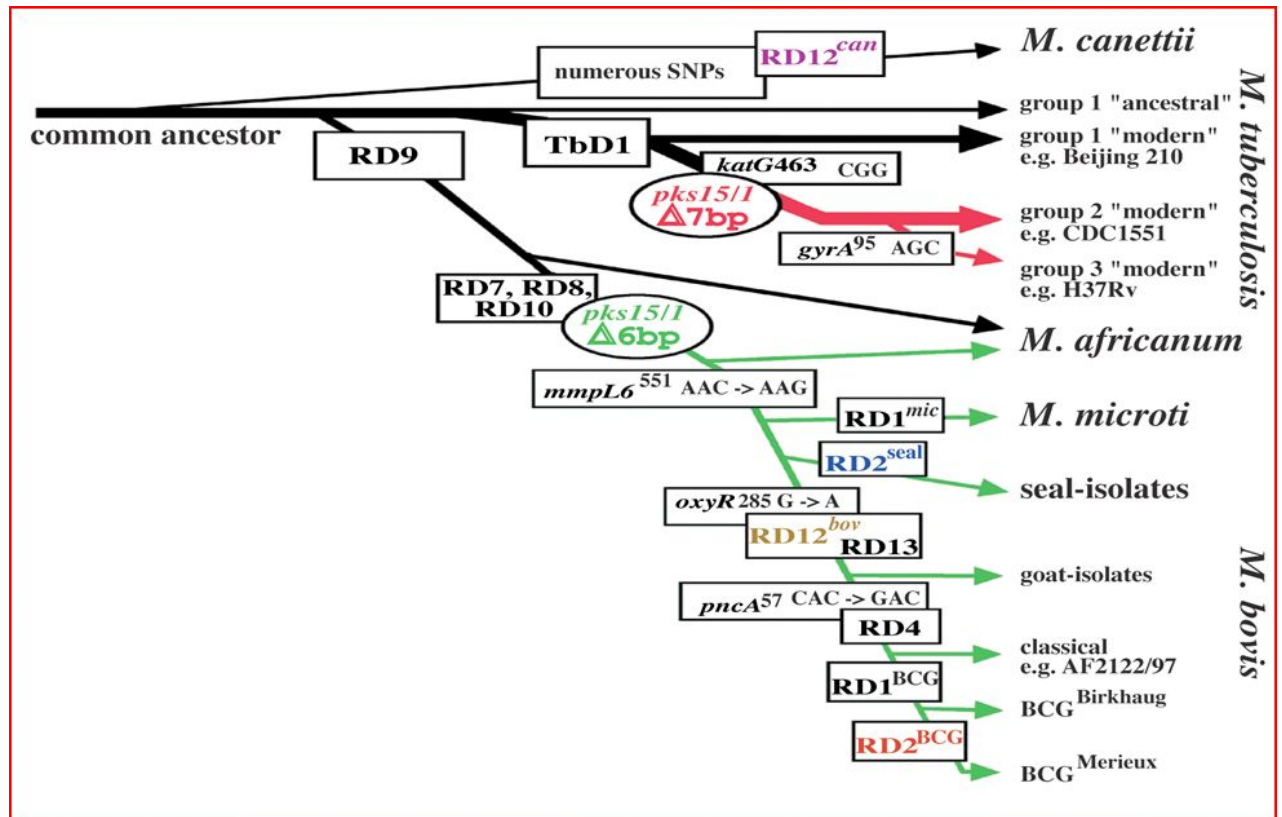 M. canettii
RD12can
numerous SNPs
common ancestor
group 1 "ancestral"
TbD1
group 1 "modern"
e.g. Beijing 210
RD9
katG463 CGG
pks15/1
Δ7bp
group 2 "modern"
e.g. CDC1551
gyrA95 AGC
group 3 "modern"
e.g. H37Rv
M. tuberculosis
RD7, RD8,
RD10
pks15/1
Δ6bp
M. africanum
mmpL6551 AAC -> AAG
RD1mic
M. microti
RD2seal
seal-isolates
oxyR285 G -> A
RD12bov
RD13
goat-isolates
pncA57 CAC -> GAC
RD4
classical
e.g. AF2122/97
RD1BCG
BCGBirkhaug
RD2BCG
BCGMerieux
M. bovis